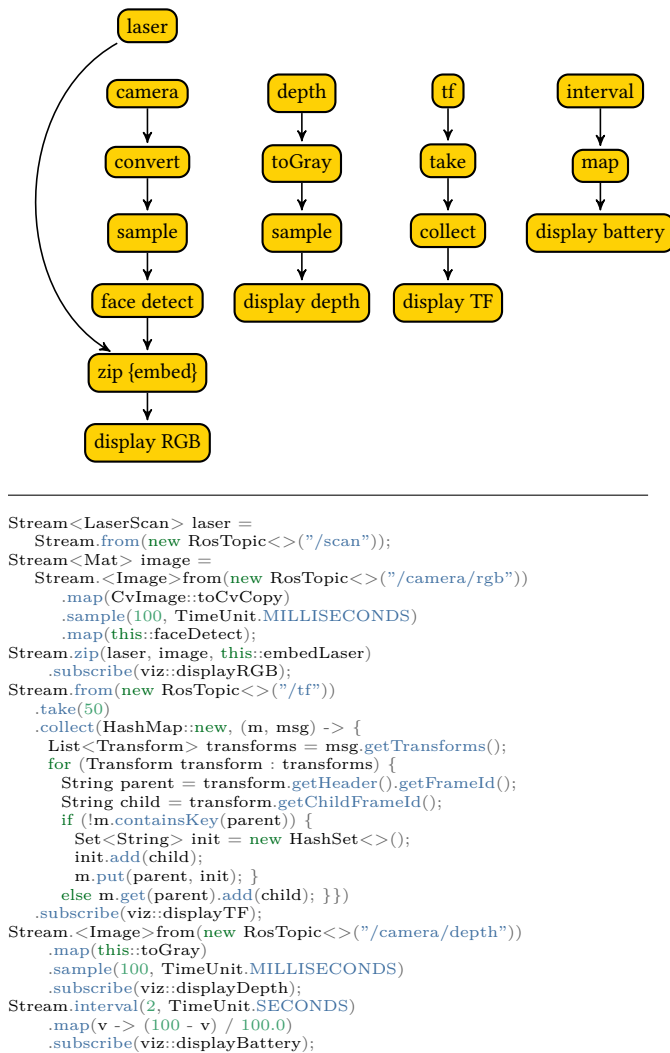 laser
camera
depth
tf
interval
convert
toGray
take
map
sample
sample
collect
display battery
face detect
display depth
display TF
zip {embed}
display RGB
Stream<LaserScan> laser =
Stream.from(new RosTopic<>("/scan"));
Stream<Mat> image =
Stream.<Image>from(new RosTopic<>("/camera/rgb"))
.map(CvImage::toCvCopy)
.sample(100, TimeUnit.MILLISECONDS)
.map(this::faceDetect);
Stream.zip(laser, image, this::embedLaser)
.subscribe(viz::displayRGB);
Stream.from(new RosTopic<>("/tf"))
.take(50)
.collect(HashMap::new, (m, msg) -> {
List<Transform> transforms = msg.getTransforms();
for (Transform transform : transforms) {
String parent = transform.getHeader().getFrameId();
String child = transform.getChildFrameId();
if (!m.containsKey(parent)) {
Set<String> init = new HashSet<>();
init.add(child);
m.put(parent, init); }
else m.get(parent).add(child); }})
.subscribe(viz::displayTF);
Stream.<Image>from(new RosTopic<>("/camera/depth"))
.map(this::toGray)
.sample(100, TimeUnit.MILLISECONDS)
.subscribe(viz::displayDepth);
Stream.interval(2, TimeUnit.SECONDS)
.map(v -> (100 - v) / 100.0)
.subscribe(viz::displayBattery);